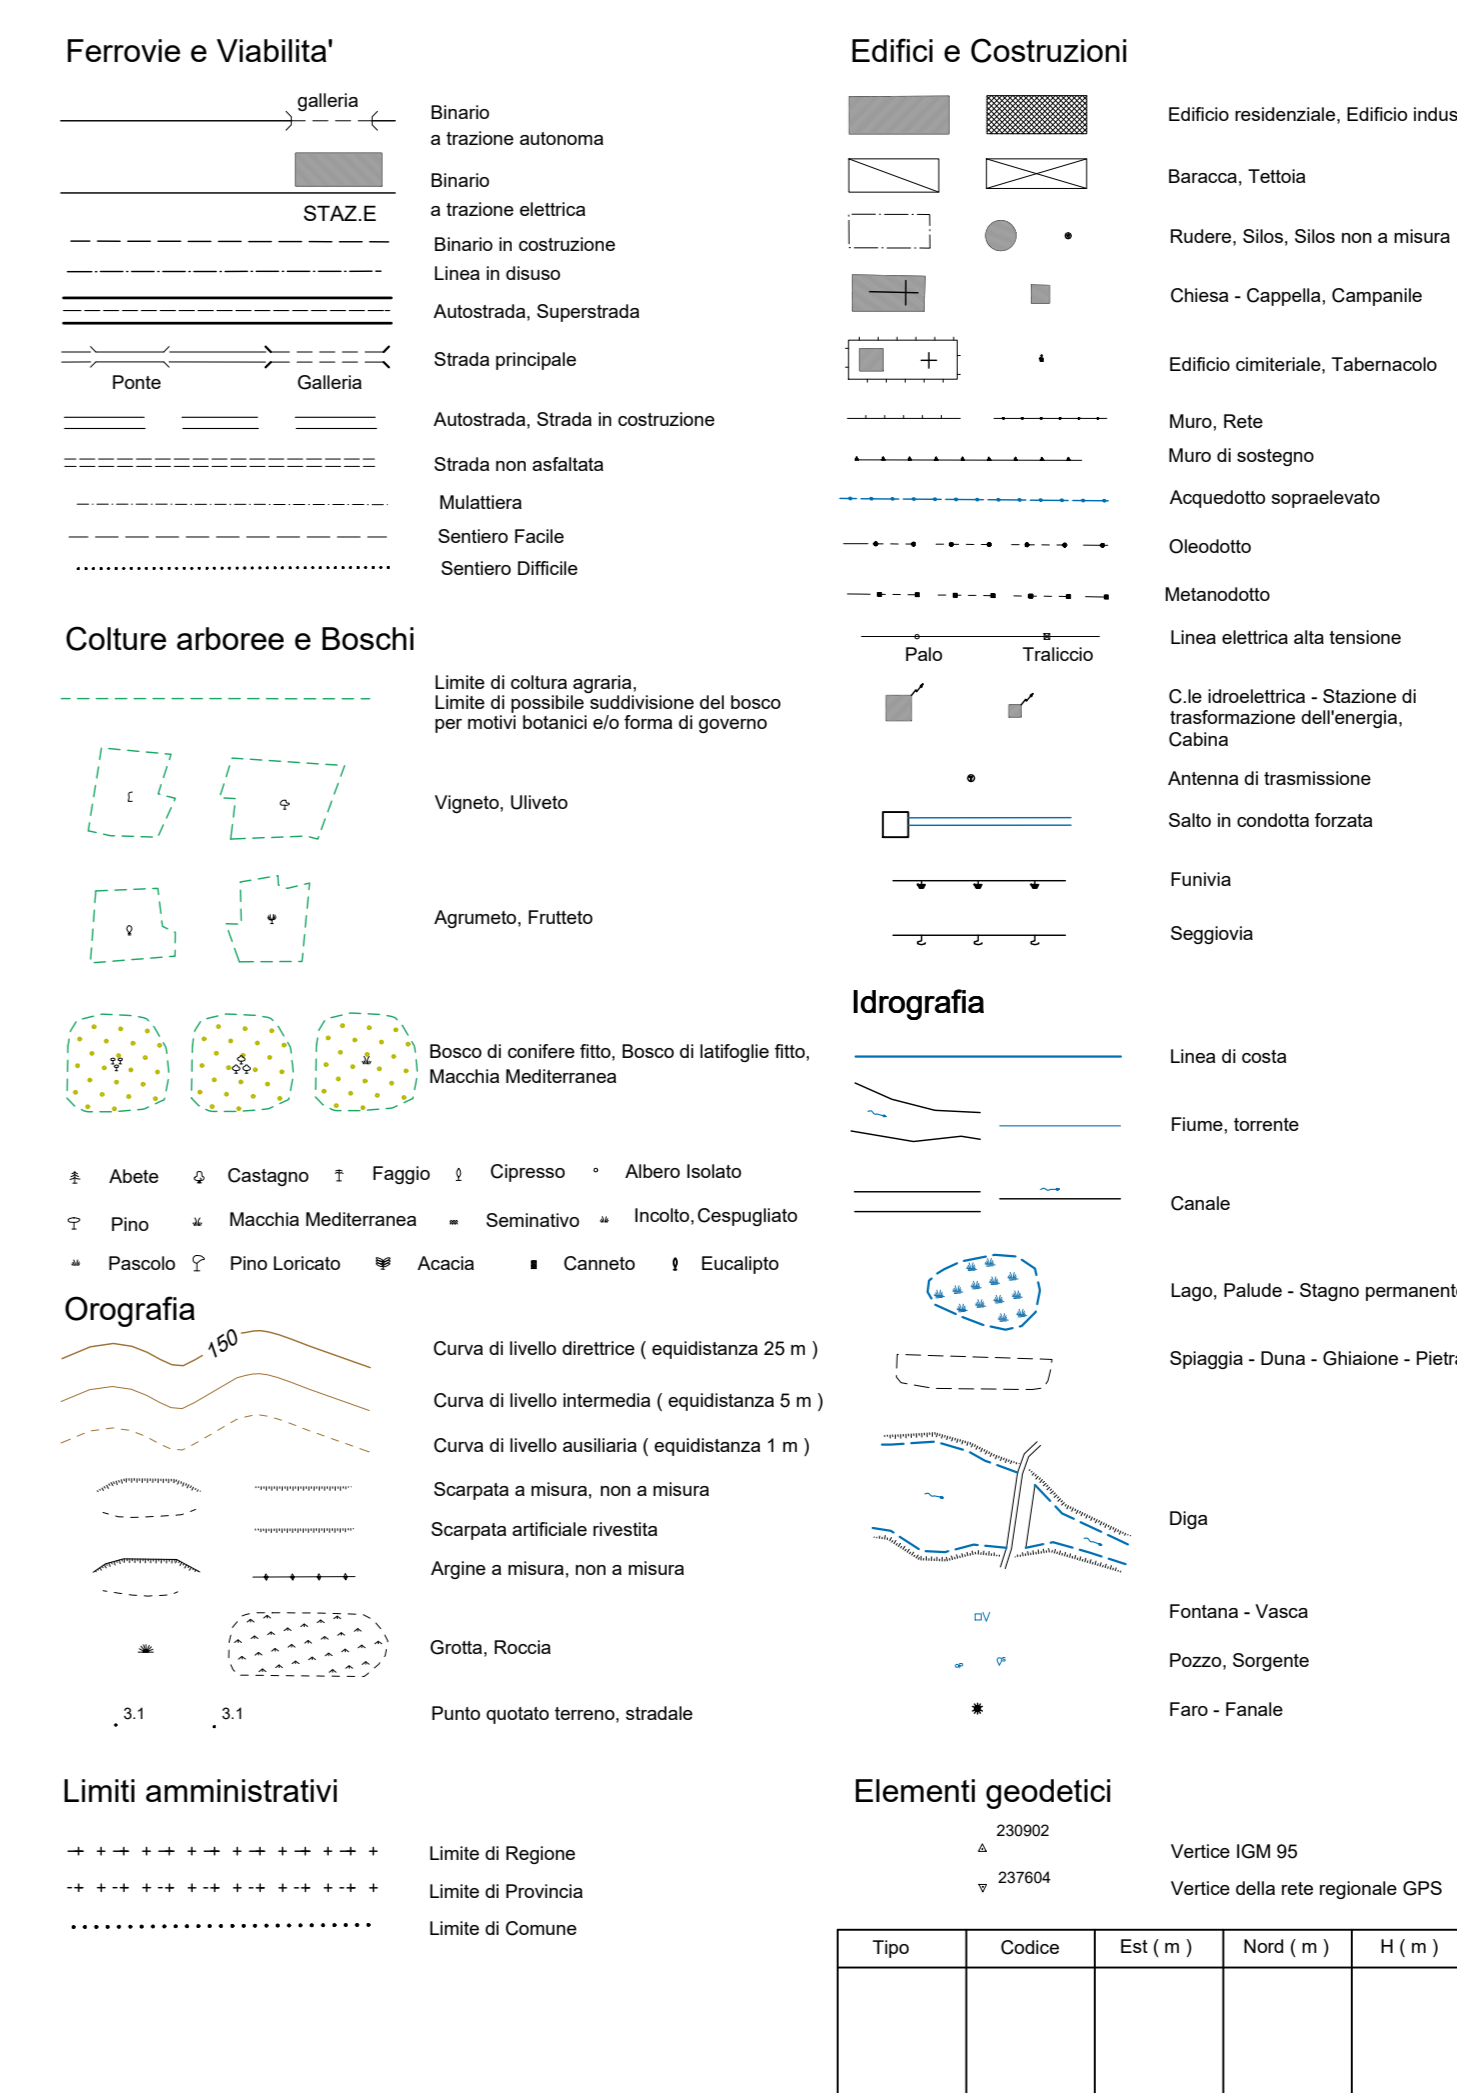 Ferrovie e Viabilita'
galleria
Binario
a trazione autonoma
Binario
STAZ.E
a trazione elettrica
Binario in costruzione
Linea in disuso
Autostrada, Superstrada
Strada principale
Ponte
Galleria
Autostrada, Strada in costruzione
Strada non asfaltata
Mulattiera
Sentiero Facile
Sentiero Difficile
Colture arboree e Boschi
Limite di coltura agraria,
Limite di possibile suddivisione del bosco
per motivi botanici e/o forma di governo
Vigneto, Uliveto
Agrumeto, Frutteto
Bosco di conifere fitto, Bosco di latifoglie fitto,
Macchia Mediterranea
Abete Castagno Faggio Cipresso Albero Isolato
Pino Macchia Mediterranea Seminativo Incolto, Cespugliato
Pascolo Pino Loricato Acacia Canneto Eucalipto
Orografia
150
Curva di livello direttrice ( equidistanza 25 m )
Curva di livello intermedia ( equidistanza 5 m )
Curva di livello ausiliaria ( equidistanza 1 m )
Scarpata a misura, non a misura
Scarpata artificiale rivestita
Argine a misura, non a misura
Grotta, Roccia
3.1 3.1
Punto quotato terreno, stradale
Limiti amministrativi
Limite di Regione
Limite di Provincia
Limite di Comune
Edifici e Costruzioni
Edificio residenziale, Edificio indus
Baracca, Tettoia
Rudere, Silos, Silos non a misura
Chiesa - Cappella, Campanile
Edificio cimiteriale, Tabernacolo
Muro, Rete
Muro di sostegno
Acquedotto sopraelevato
Oleodotto
Metanodotto
Linea elettrica alta tensione
Palo
Traliccio
C.le idroelettrica - Stazione di
trasformazione dell'energia,
Cabina
Antenna di trasmissione
Salto in condotta forzata
Funivia
Seggiovia
Idrografia
Linea di costa
Fiume, torrente
Canale
Lago, Palude - Stagno permanent
Spiaggia - Duna - Ghiaione - Pietr
Diga
V
Fontana - Vasca
Pozzo, Sorgente
Faro - Fanale
Elementi geodetici
230902
Vertice IGM 95
237604
Vertice della rete regionale GPS
Tipo Codice Est ( m ) Nord ( m ) H ( m )